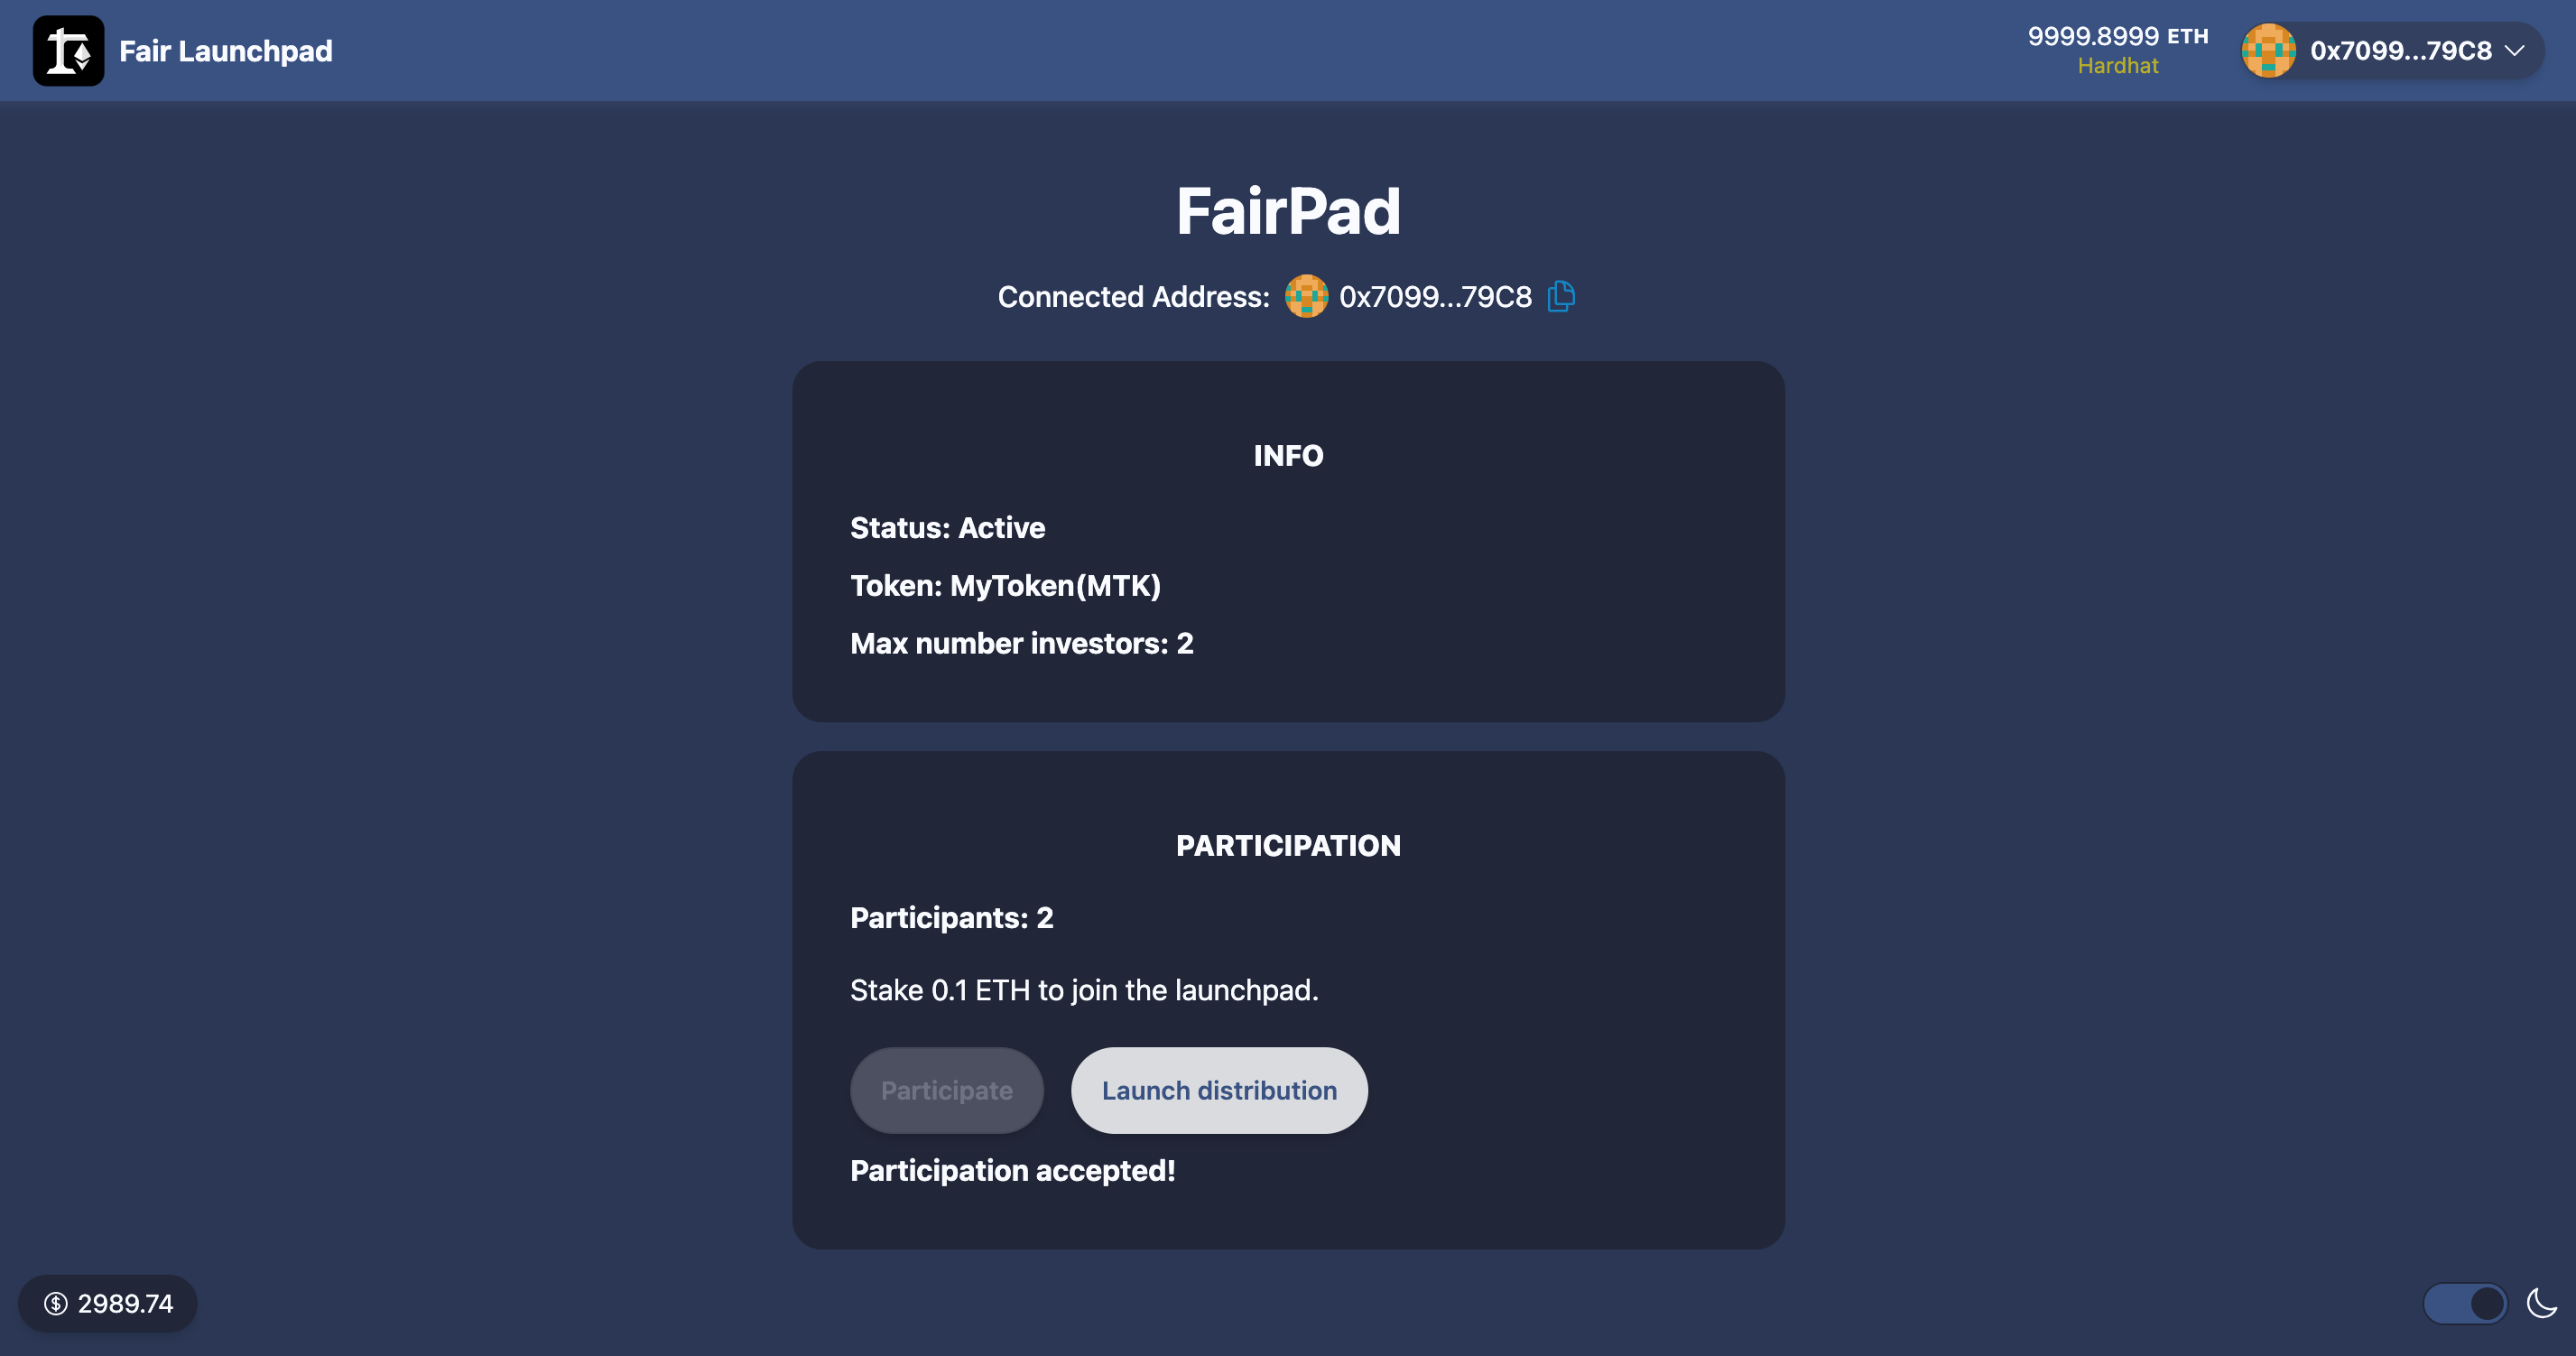 Fair Launchpad
9999.8999 ETH
Hardhat
0x7099...79C8
FairPad
Connected Address: 0x7099...79C8
INFO
Status: Active
Token: MyToken(MTK)
Max number investors: 2
PARTICIPATION
Participants: 2
Stake 0.1 ETH to join the launchpad.
Participate
Launch distribution
Participation accepted!
2989.74